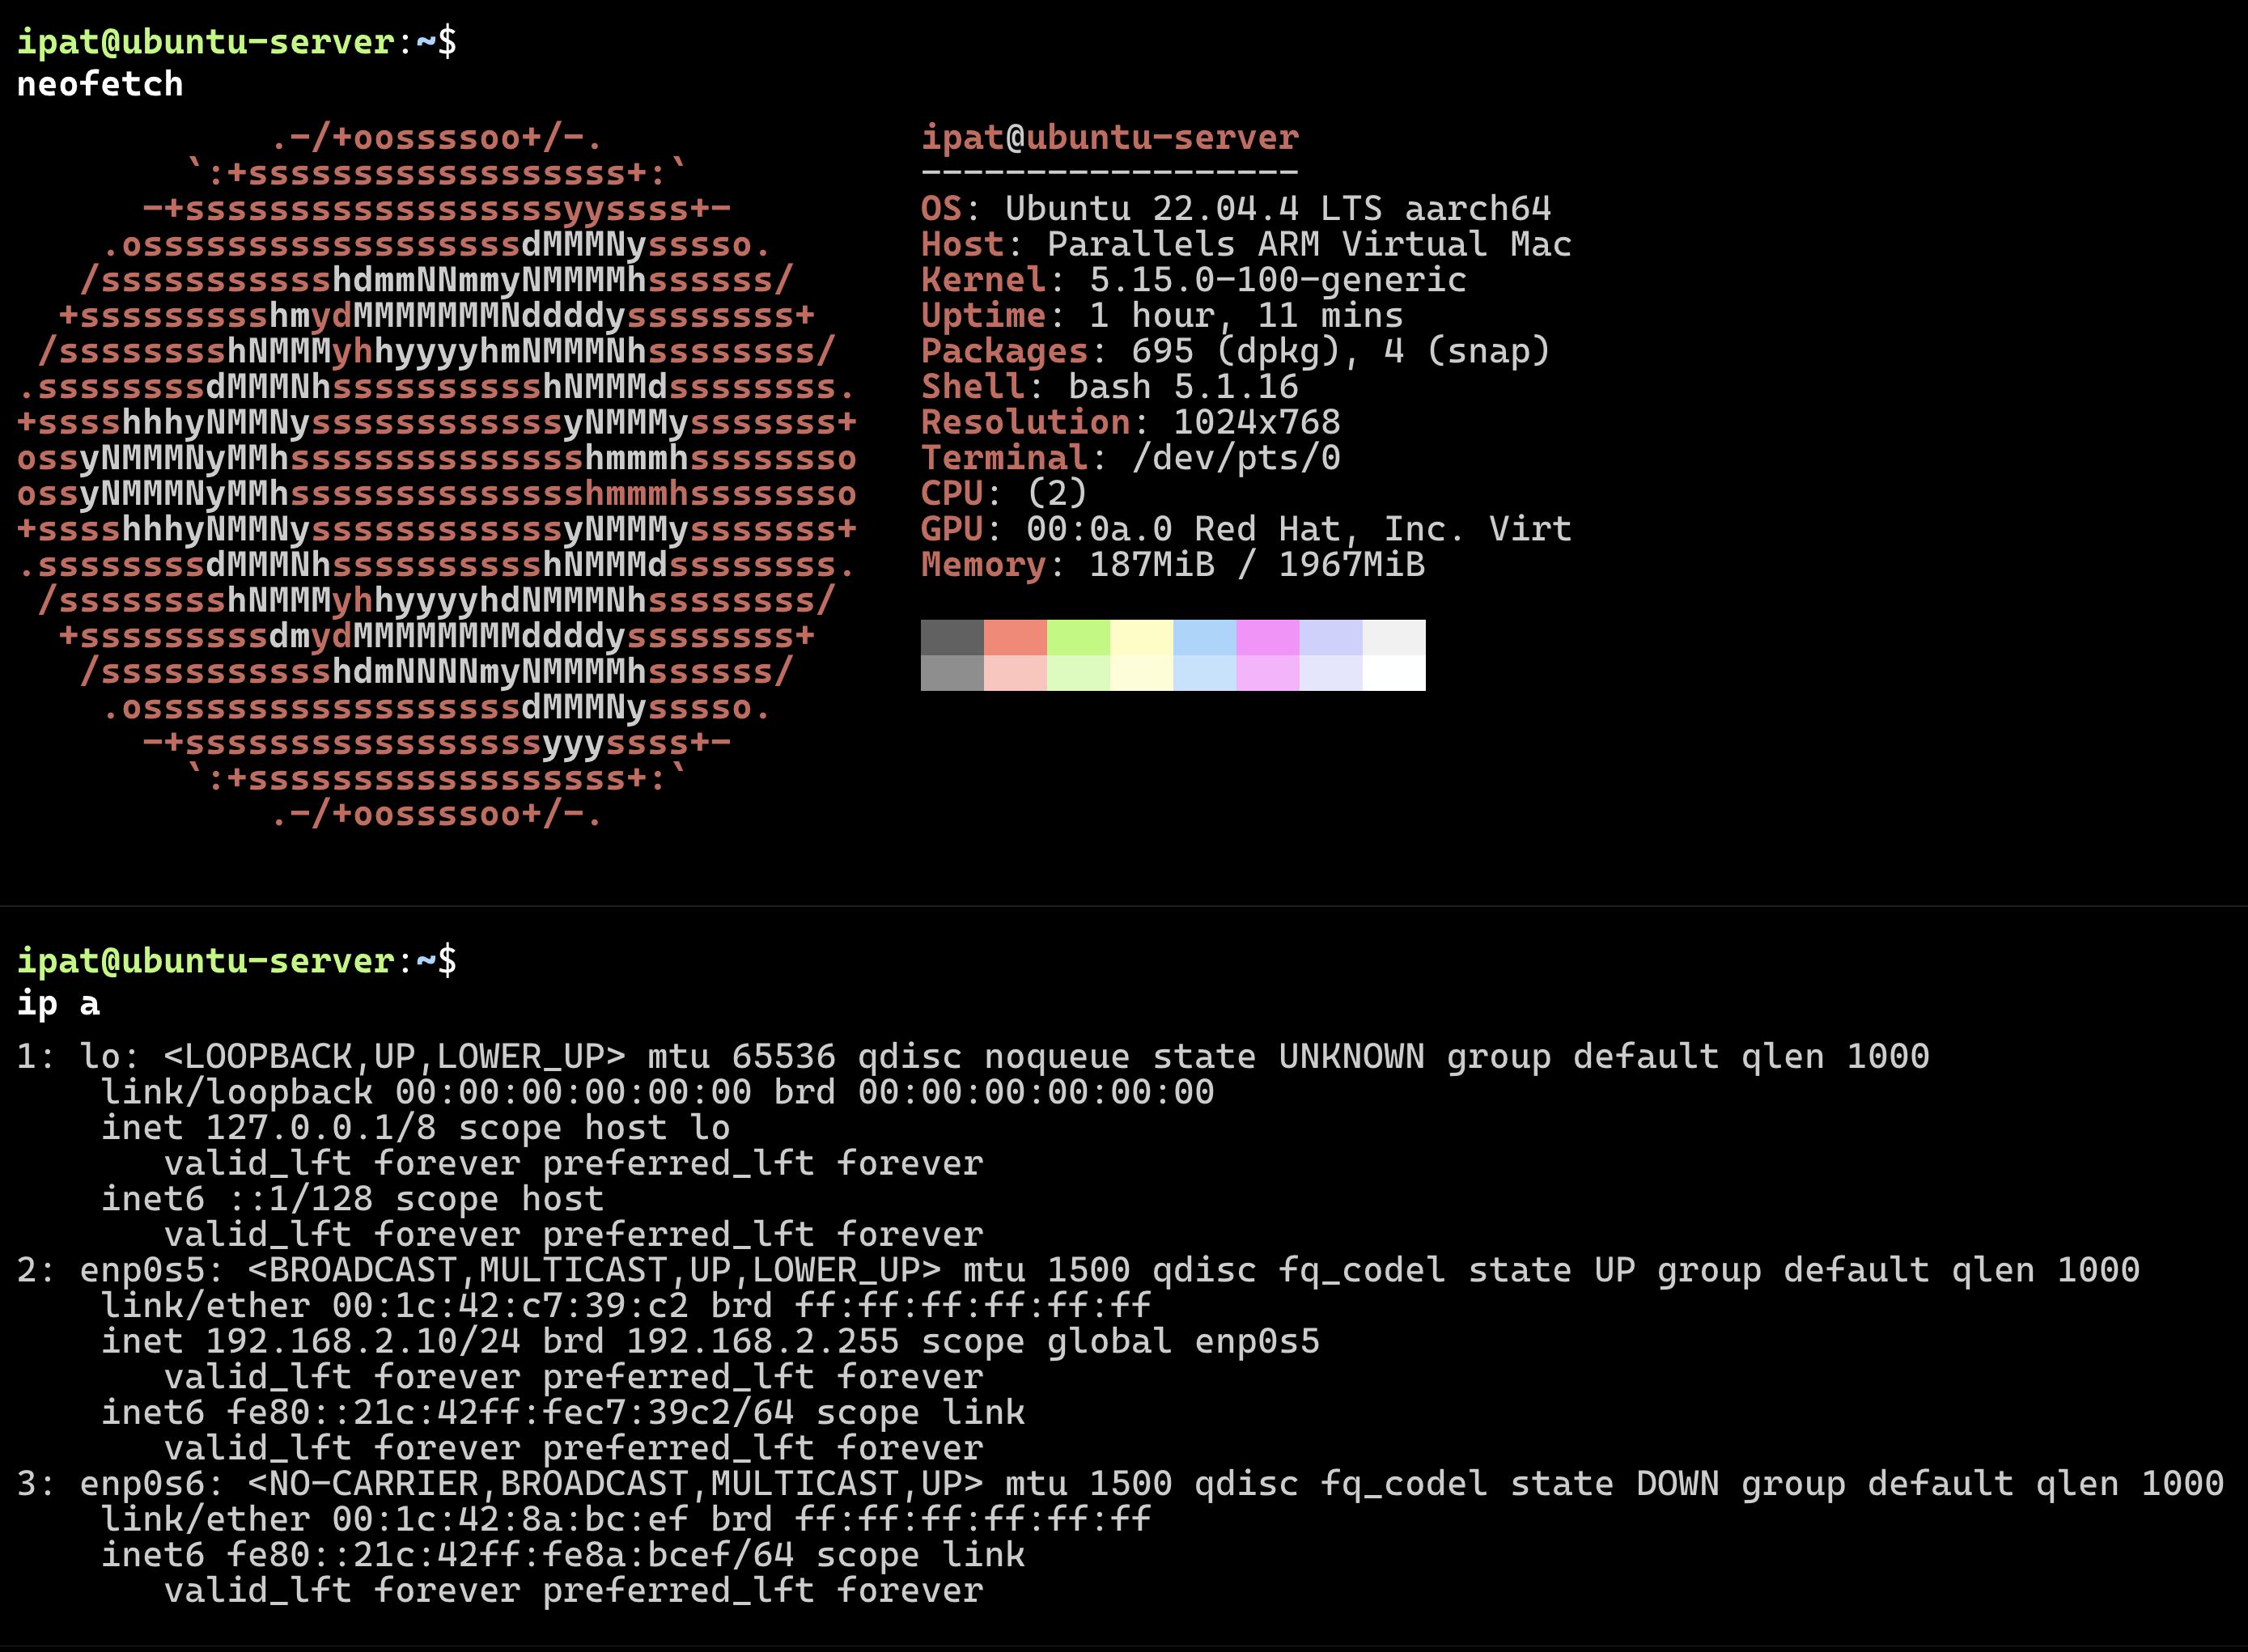 ipat@ubuntu-server:~$
neofetch
            .-/+oossssoo+/-.               ipat@ubuntu-server
        `:+ssssssssssssssssss+:`           ------------------
      -+ssssssssssssssssssyyssss+-         OS: Ubuntu 22.04.4 LTS aarch64
    .ossssssssssssssssssdMMMNysssso.       Host: Parallels ARM Virtual Mac
   /ssssssssssshdmmNNmmyNMMMMhssssss/      Kernel: 5.15.0-100-generic
  +ssssssssshmydMMMMMMMNddddyssssssss+     Uptime: 1 hour, 11 mins
 /sssssssshNMMMyhhyyyyhmNMMMNhssssssss/    Packages: 695 (dpkg), 4 (snap)
.ssssssssdMMMNhsssssssssshNMMMdssssssss.   Shell: bash 5.1.16
+sssshhhyNMMNyssssssssssssyNMMMysssssss+   Resolution: 1024x768
ossyNMMMNyMMhsssssssssssssshmmmhssssssso   Terminal: /dev/pts/0
ossyNMMMNyMMhsssssssssssssshmmmhssssssso   CPU: (2)
+sssshhhyNMMNyssssssssssssyNMMMysssssss+   GPU: 00:0a.0 Red Hat, Inc. Virt
.ssssssssdMMMNhsssssssssshNMMMdssssssss.   Memory: 187MiB / 1967MiB
 /sssssssshNMMMyhhyyyyhdNMMMNhssssssss/
  +sssssssssdmydMMMMMMMMddddyssssssss+
   /ssssssssssshdmNNNNmyNMMMMhssssss/
    .ossssssssssssssssssdMMMNysssso.
      -+sssssssssssssssssyyyssss+-
        `:+ssssssssssssssssss+:`
            .-/+oossssoo+/-.
ipat@ubuntu-server:~$
ip a
1: lo: <LOOPBACK,UP,LOWER_UP> mtu 65536 qdisc noqueue state UNKNOWN group default qlen 1000
    link/loopback 00:00:00:00:00:00 brd 00:00:00:00:00:00
    inet 127.0.0.1/8 scope host lo
       valid_lft forever preferred_lft forever
    inet6 ::1/128 scope host
       valid_lft forever preferred_lft forever
2: enp0s5: <BROADCAST,MULTICAST,UP,LOWER_UP> mtu 1500 qdisc fq_codel state UP group default qlen 1000
    link/ether 00:1c:42:c7:39:c2 brd ff:ff:ff:ff:ff:ff
    inet 192.168.2.10/24 brd 192.168.2.255 scope global enp0s5
       valid_lft forever preferred_lft forever
    inet6 fe80::21c:42ff:fec7:39c2/64 scope link
       valid_lft forever preferred_lft forever
3: enp0s6: <NO-CARRIER,BROADCAST,MULTICAST,UP> mtu 1500 qdisc fq_codel state DOWN group default qlen 1000
    link/ether 00:1c:42:8a:bc:ef brd ff:ff:ff:ff:ff:ff
    inet6 fe80::21c:42ff:fe8a:bcef/64 scope link
       valid_lft forever preferred_lft forever